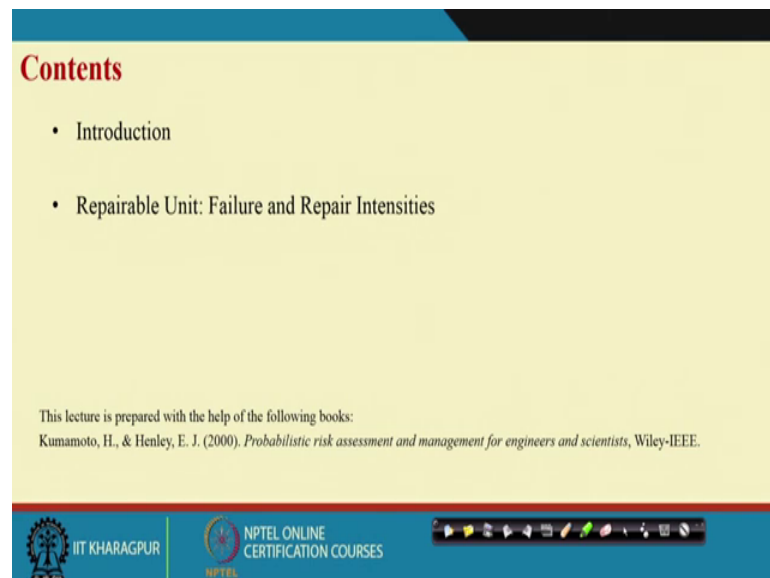 Contents
• Introduction
• Repairable Unit: Failure and Repair Intensities
This lecture is prepared with the help of the following books:
Kumamoto, H., & Henley, E. J. (2000). Probabilistic risk assessment and management for engineers and scientists, Wiley-IEEE.
IIT KHARAGPUR
NPTEL
NPTEL ONLINE
CERTIFICATION COURSES